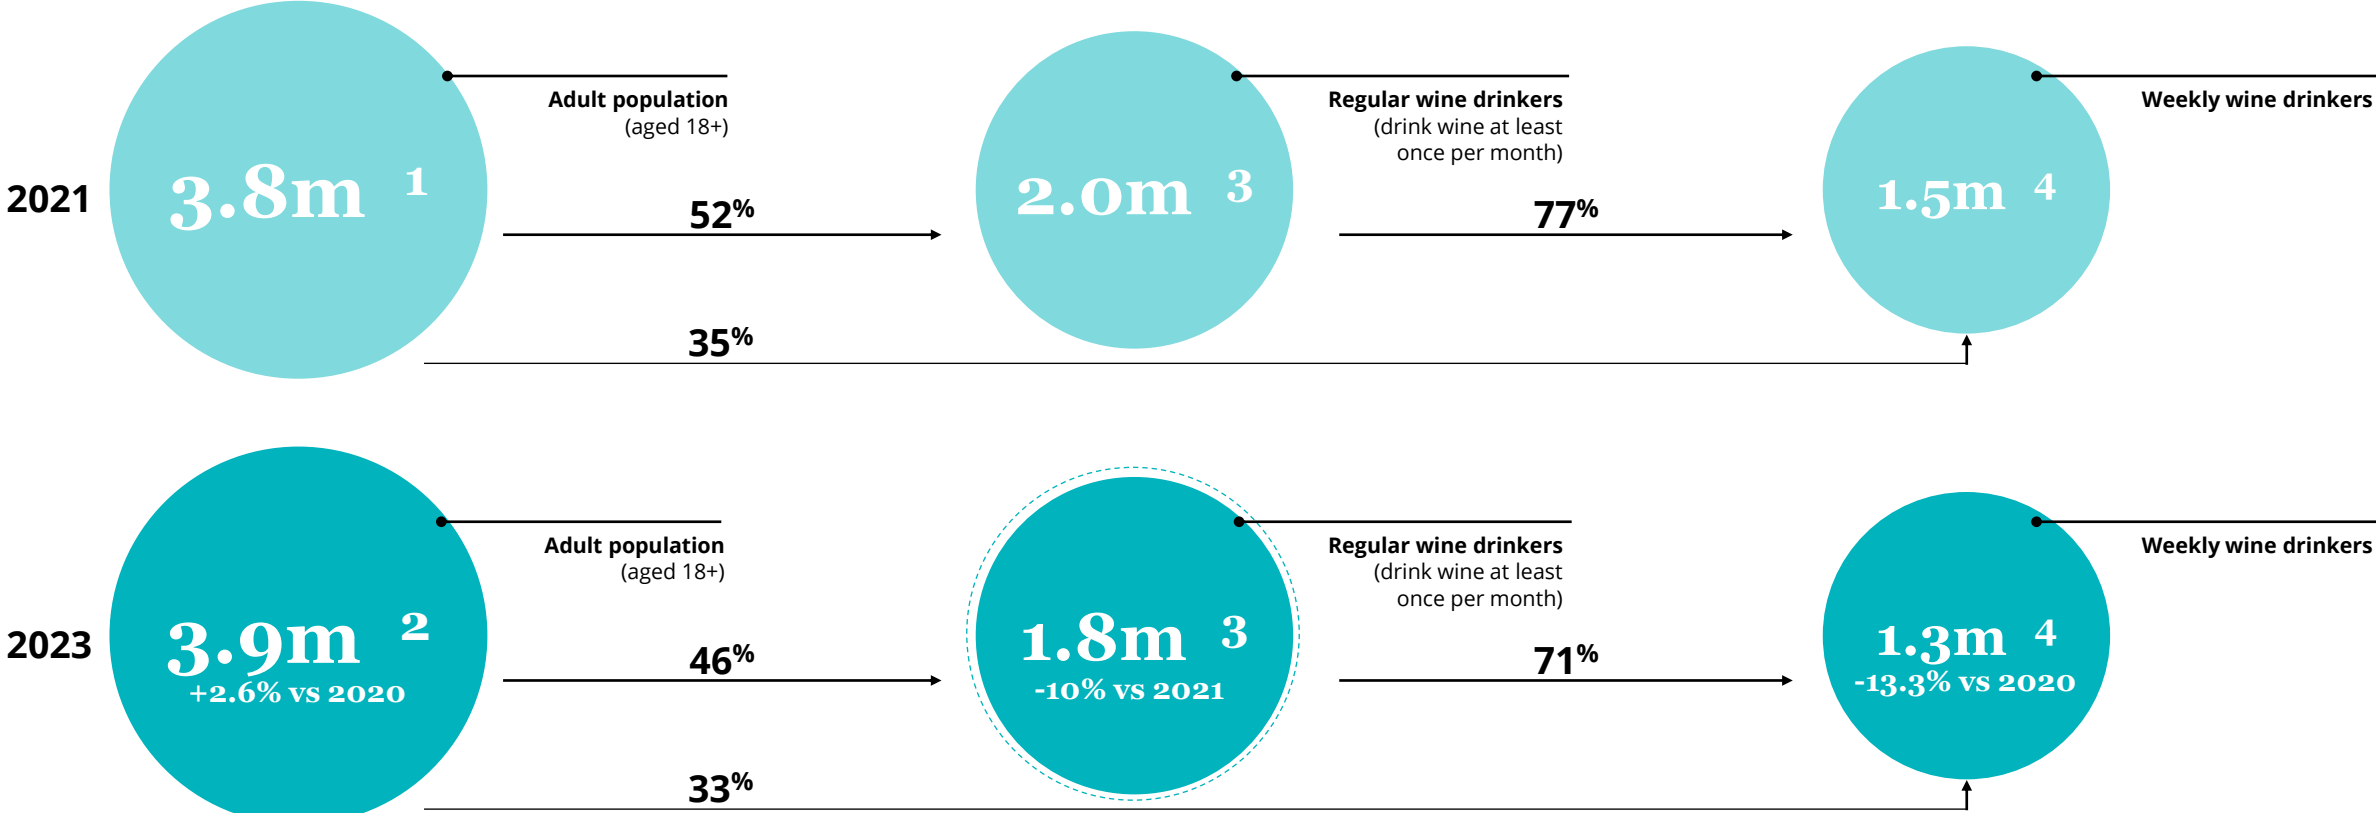 2021
3.8m 1
Adult population
(aged 18+)
52%
35%
2.0m 3
Regular wine drinkers
(drink wine at least
once per month)
77%
1.5m 4
Weekly wine drinkers
2023
3.9m 2
+2.6% vs 2020
Adult population
(aged 18+)
46%
33%
1.8m 3
-10% vs 2021
Regular wine drinkers
(drink wine at least
once per month)
71%
1.3m 4
-13.3% vs 2020
Weekly wine drinkers